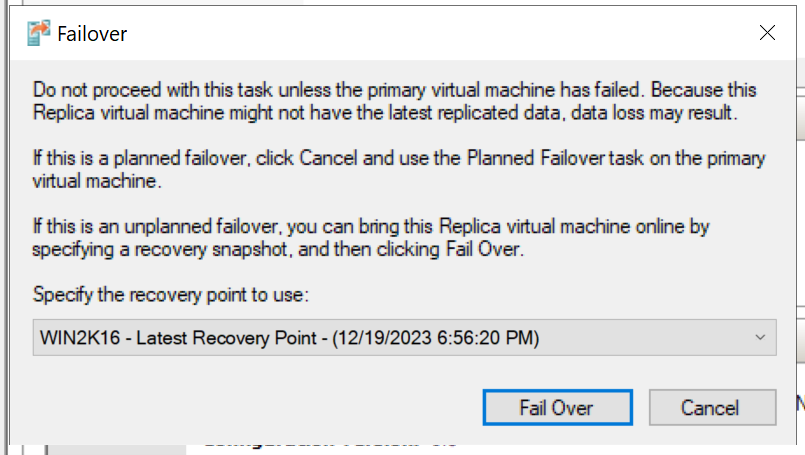 Failover
Do not proceed with this task unless the primary virtual machine has failed. Because this
Replica virtual machine might not have the latest replicated data, data loss may result.
If this is a planned failover, click Cancel and use the Planned Failover task on the primary
virtual machine.
If this is an unplanned failover, you can bring this Replica virtual machine online by
specifying a recovery snapshot, and then clicking Fail Over.
Specify the recovery point to use:
WIN2K16 - Latest Recovery Point - (12/19/2023 6:56:20 PM)
Fail Over
Cancel